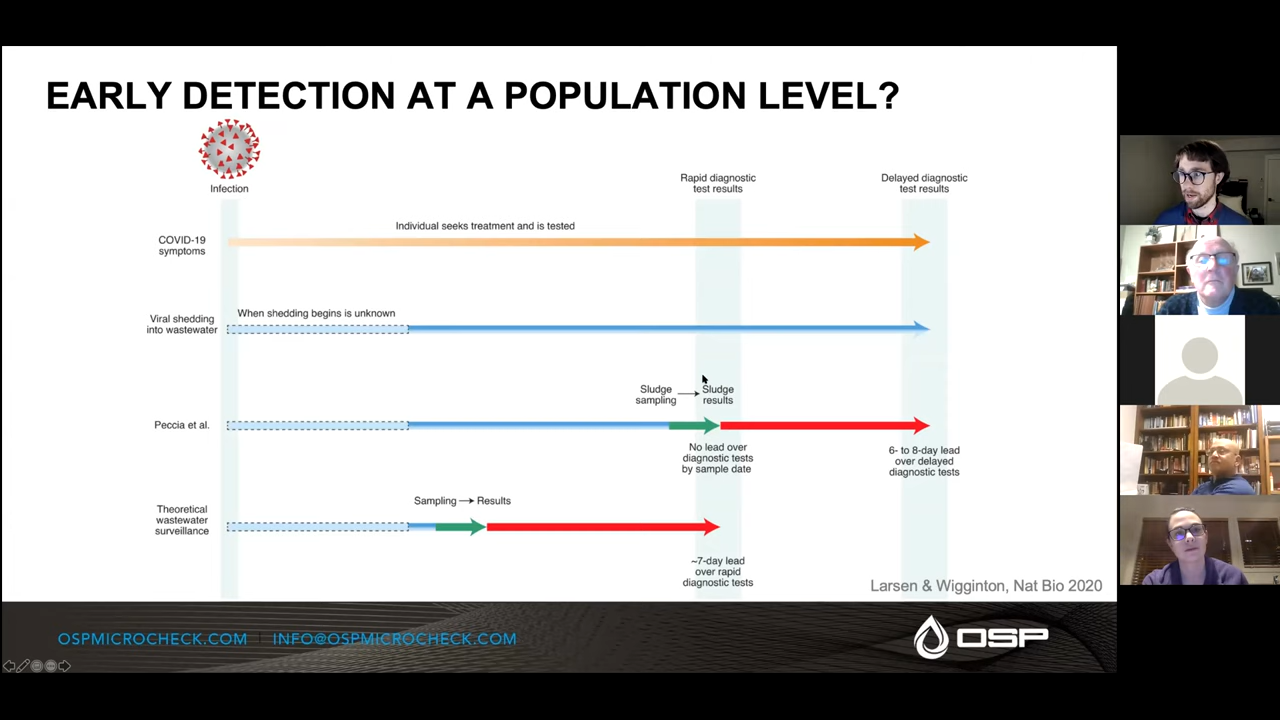 EARLY DETECTION AT A POPULATION LEVEL?
Infection
Rapid diagnostic
test results
Delayed diagnostic
test results
COVID-19
symptoms
Individual seeks treatment and is tested
Viral shedding
into wastewater
When shedding begins is unknown
Peccia et al.
Sludge
sampling
Sludge
results
No lead over
diagnostic tests
by sample date
6- to 8-day lead
over delayed
diagnostic tests
Theoretical
wastewater
surveillance
Sampling → Results
~7-day lead
over rapid
diagnostic tests
Larsen & Wigginton, Nat Bio 2020
OSPMICROCHECK.COM | INFO@OSPMICROCHECK.COM
OSP